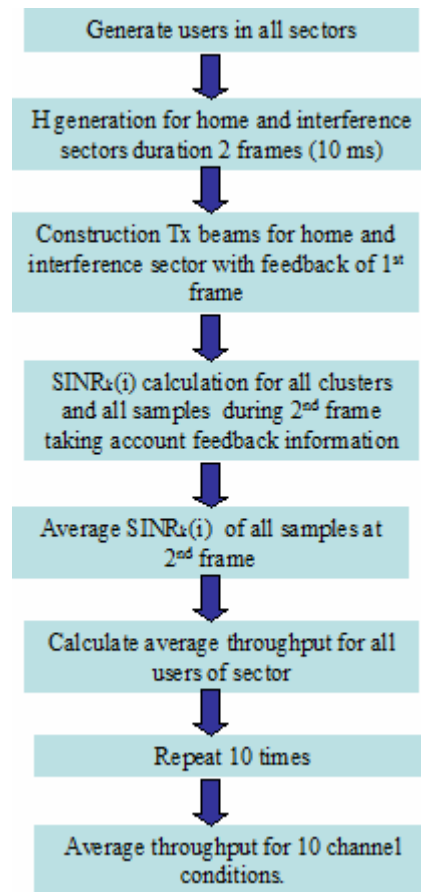 Generate users in all sectors
H generation for home and interference
sectors duration 2 frames (10 ms)
Construction Tx beams for home and
interference sector with feedback of 1st
frame
SINRk(i) calculation for all clusters
and all samples during 2nd frame
taking account feedback information
Average SINRk(i) of all samples at
2nd frame
Calculate average throughput for all
users of sector
Repeat 10 times
Average throughput for 10 channel
conditions.